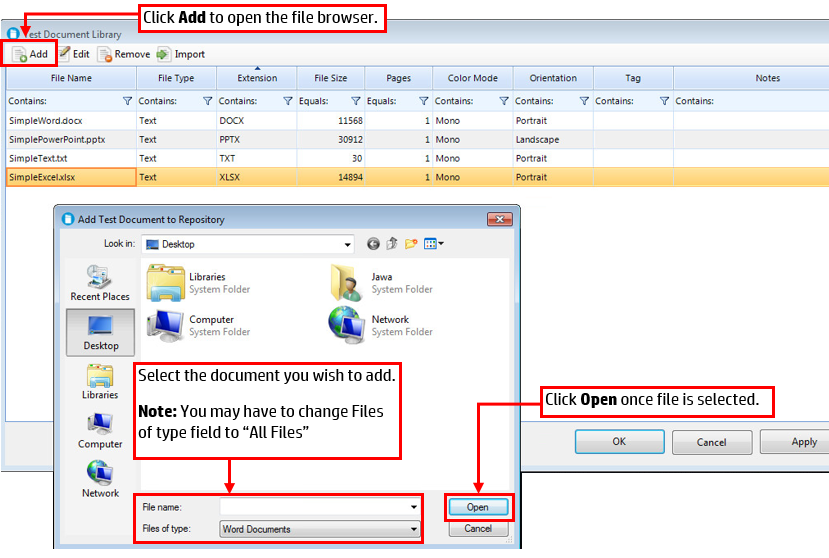 Click Add to open the file browser.
Test Document Library
Add Edit Remove Import
File Name File Type Extension File Size Pages Color Mode Orientation Tag Notes
Contains: Contains: Contains: Equals: Equals: Contains: Contains: Contains: Contains:
SimpleWord.docx Text DOCX 11568 1 Mono Portrait
SimplePowerPoint.pptx Text PPTX 30912 1 Mono Landscape
SimpleText.txt Text TXT 30 1 Mono Portrait
SimpleExcel.xlsx Text XLSX 14894 1 Mono Portrait
Add Test Document to Repository
Look in: Desktop
Recent Places
Desktop
Libraries
Computer
Network
Libraries
System Folder
Jawa
System Folder
Computer
System Folder
Network
System Folder
Select the document you wish to add.
Note: You may have to change Files
of type field to “All Files”
Click Open once file is selected.
OK Cancel Apply
File name: Open
Files of type: Word Documents Cancel